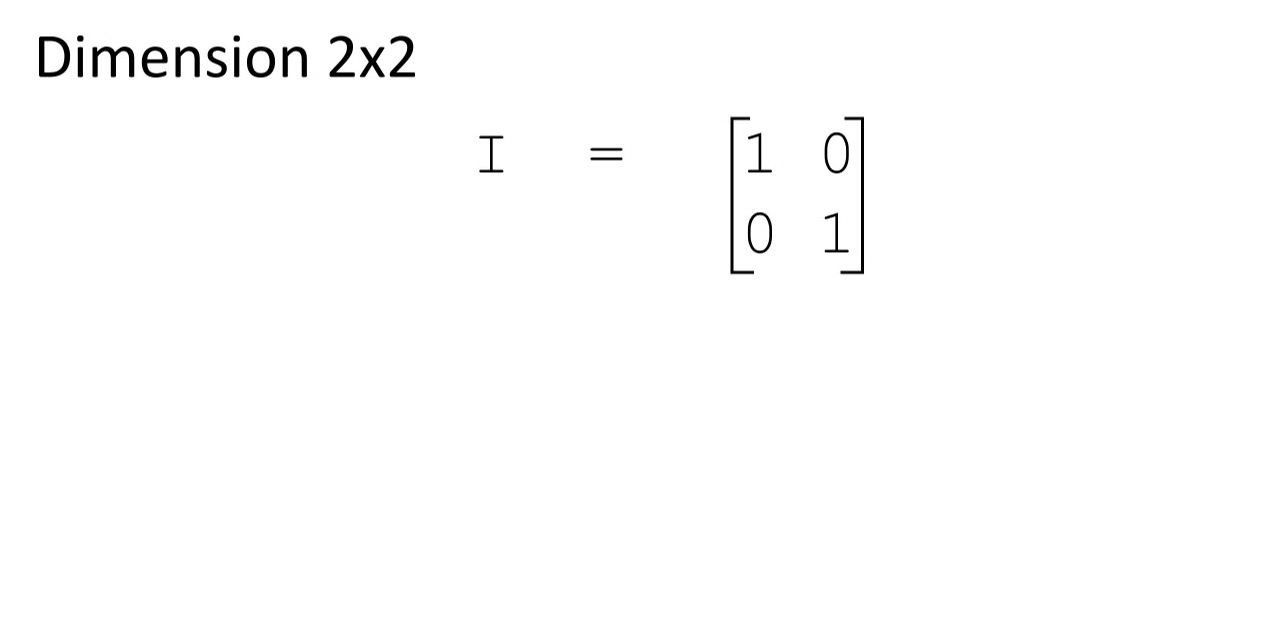 Dimension 2x2
I = [1 0
0 1]